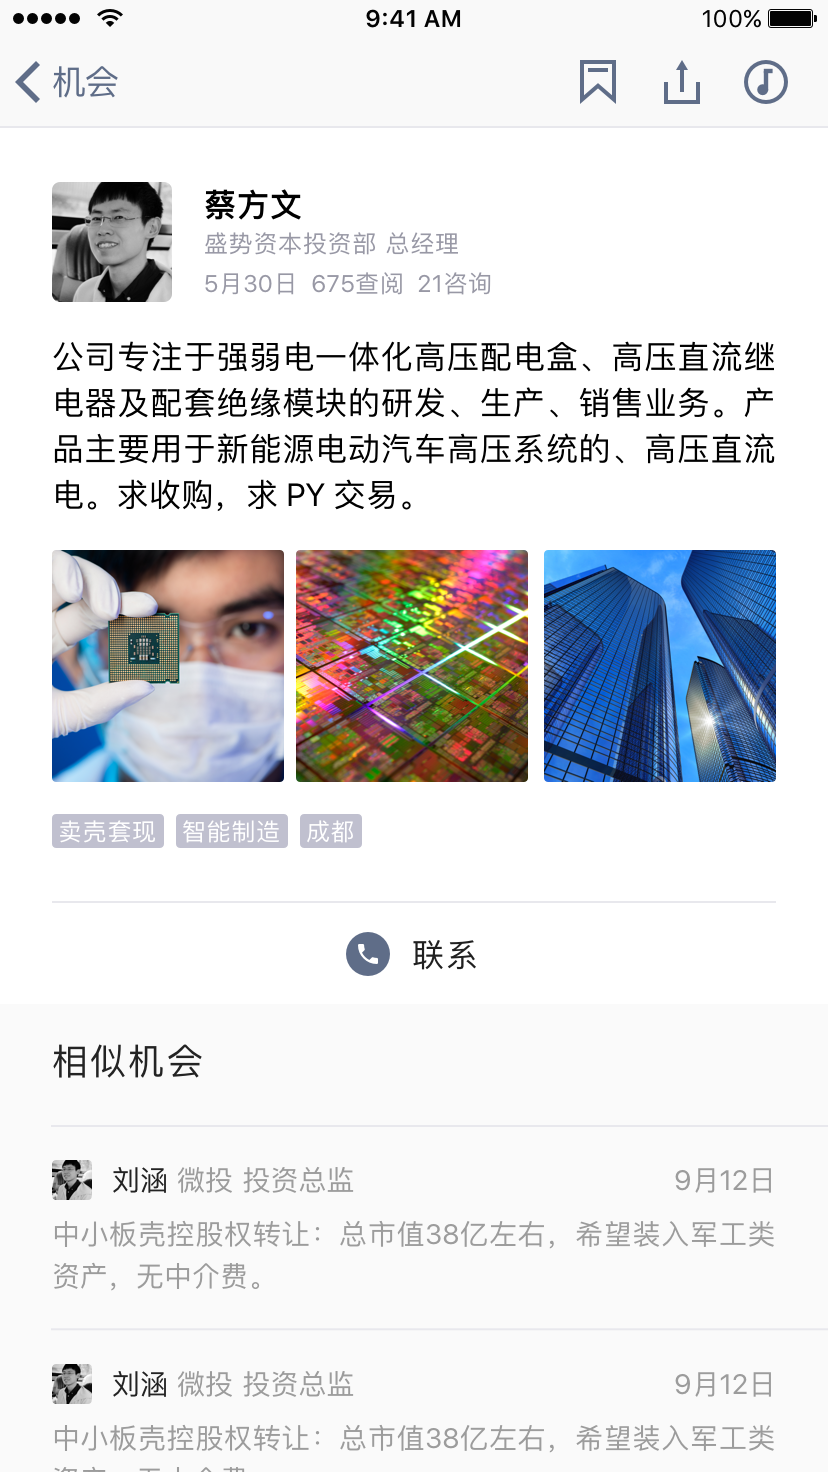 9:41 AM
100%
机会
蔡方文
盛势资本投资部 总经理
5月30日 675查阅 21咨询
公司专注于强弱电一体化高压配电盒、高压直流继
电器及配套绝缘模块的研发、生产、销售业务。产
品主要用于新能源电动汽车高压系统的、高压直流
电。求收购，求 PY 交易。
卖壳套现 智能制造 成都
联系
相似机会
刘涵 微投 投资总监 9月12日
中小板壳控股权转让：总市值38亿左右，希望装入军工类
资产，无中介费。
刘涵 微投 投资总监 9月12日
中小板壳控股权转让：总市值38亿左右，希望装入军工类